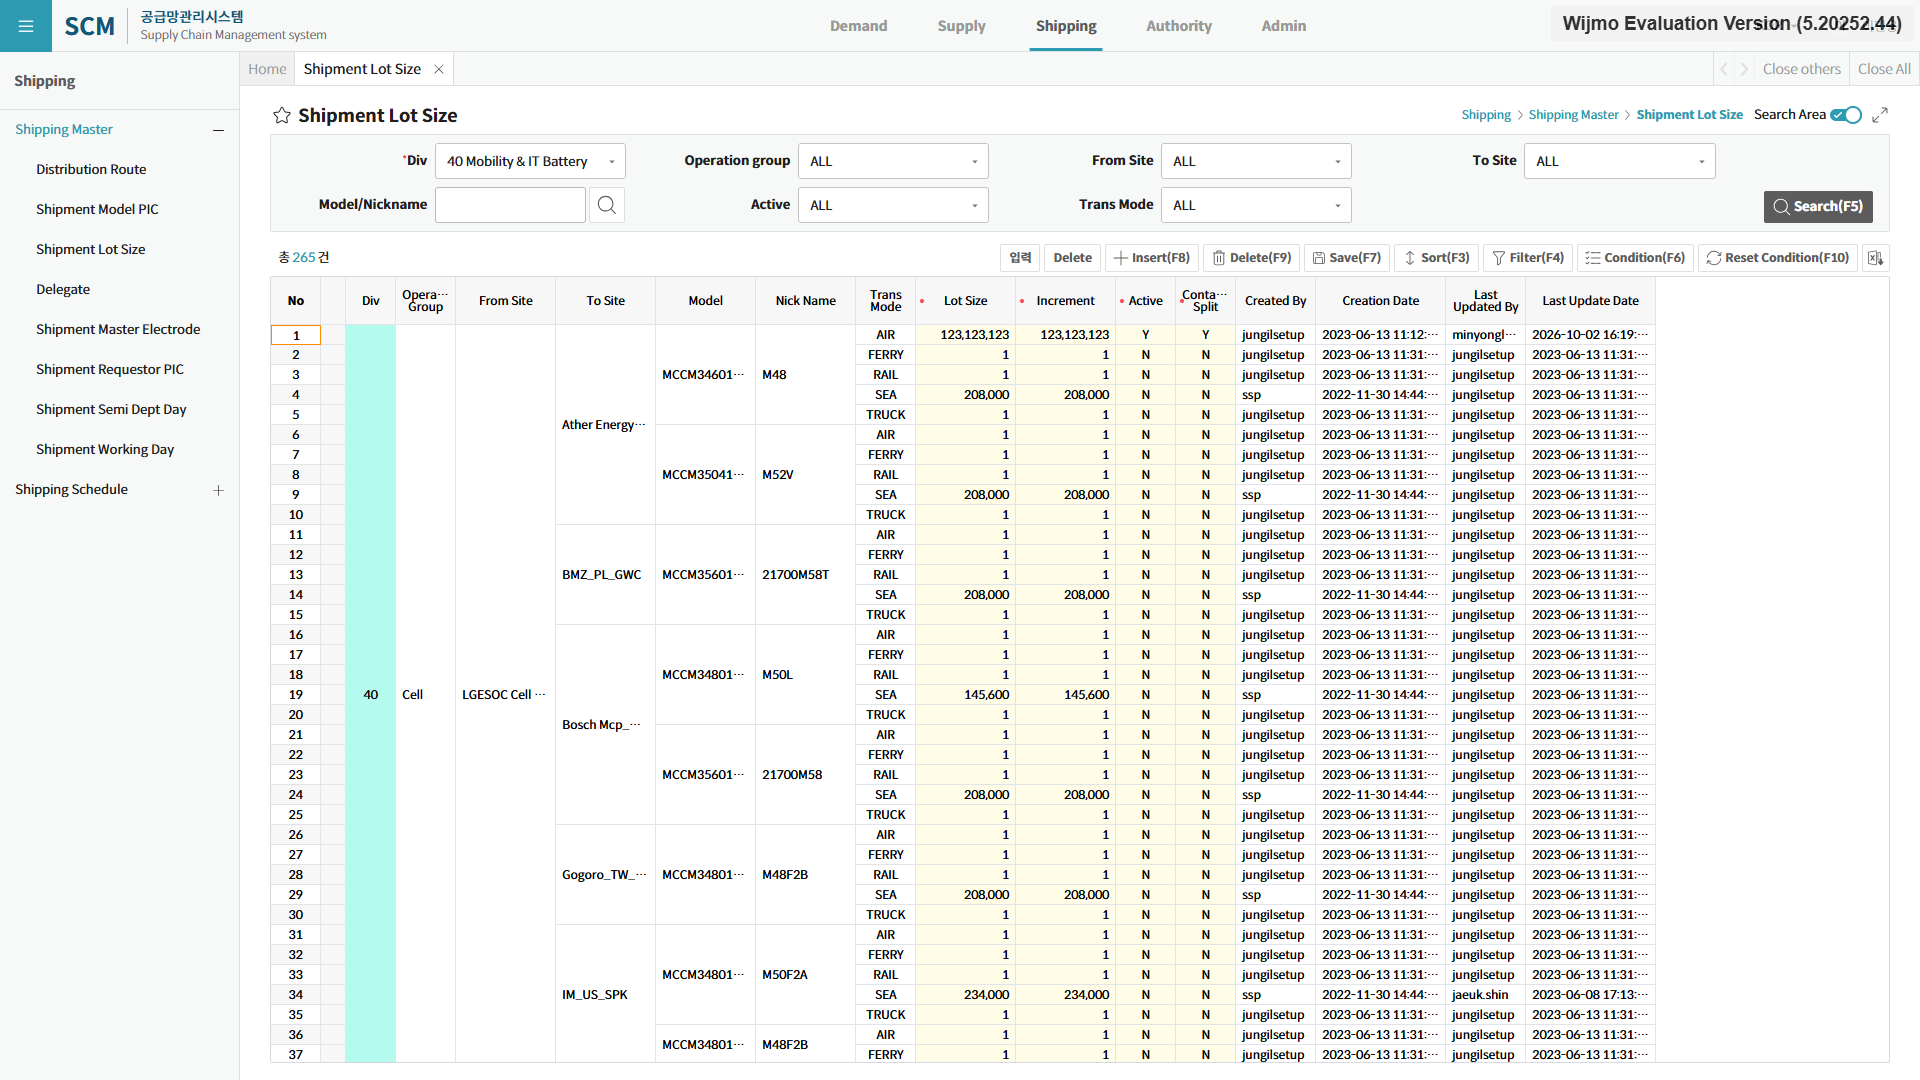 SCM 공급망관리시스템
Supply Chain Management system
Demand Supply Shipping Authority Admin
Wijmo Evaluation Version (5.20252.44)
Shipping
Home Shipment Lot Size
Close others Close All
Shipping Master
Distribution Route
Shipment Model PIC
Shipment Lot Size
Delegate
Shipment Master Electrode
Shipment Requestor PIC
Shipment Semi Dept Day
Shipment Working Day
Shipping Schedule
Shipment Lot Size
Shipping > Shipping Master > Shipment Lot Size Search Area
*Div 40 Mobility & IT Battery Operation group ALL From Site ALL To Site ALL
Model/Nickname Active ALL Trans Mode ALL Search(F5)
총 265 건
입력 Delete Insert(F8) Delete(F9) Save(F7) Sort(F3) Filter(F4) Condition(F6) Reset Condition(F10)
No Div Opera··· Group From Site To Site Model Nick Name Trans Mode Lot Size Increment Active Conta··· Split Created By Creation Date Last Updated By Last Update Date
1 AIR 123,123,123 123,123,123 Y Y jungilsetup 2023-06-13 11:12:··· minyongl··· 2026-10-02 16:19:···
2 FERRY 1 1 N N jungilsetup 2023-06-13 11:31:··· jungilsetup 2023-06-13 11:31:···
3 MCCM34601··· M48 RAIL 1 1 N N jungilsetup 2023-06-13 11:31:··· jungilsetup 2023-06-13 11:31:···
4 SEA 208,000 208,000 N N ssp 2022-11-30 14:44:··· jungilsetup 2023-06-13 11:31:···
5 TRUCK 1 1 N N jungilsetup 2023-06-13 11:31:··· jungilsetup 2023-06-13 11:31:···
Ather Energy···
6 AIR 1 1 N N jungilsetup 2023-06-13 11:31:··· jungilsetup 2023-06-13 11:31:···
7 FERRY 1 1 N N jungilsetup 2023-06-13 11:31:··· jungilsetup 2023-06-13 11:31:···
8 MCCM35041··· M52V RAIL 1 1 N N jungilsetup 2023-06-13 11:31:··· jungilsetup 2023-06-13 11:31:···
9 SEA 208,000 208,000 N N ssp 2022-11-30 14:44:··· jungilsetup 2023-06-13 11:31:···
10 TRUCK 1 1 N N jungilsetup 2023-06-13 11:31:··· jungilsetup 2023-06-13 11:31:···
11 AIR 1 1 N N jungilsetup 2023-06-13 11:31:··· jungilsetup 2023-06-13 11:31:···
12 FERRY 1 1 N N jungilsetup 2023-06-13 11:31:··· jungilsetup 2023-06-13 11:31:···
13 BMZ_PL_GWC MCCM35601··· 21700M58T RAIL 1 1 N N jungilsetup 2023-06-13 11:31:··· jungilsetup 2023-06-13 11:31:···
14 SEA 208,000 208,000 N N ssp 2022-11-30 14:44:··· jungilsetup 2023-06-13 11:31:···
15 TRUCK 1 1 N N jungilsetup 2023-06-13 11:31:··· jungilsetup 2023-06-13 11:31:···
16 AIR 1 1 N N jungilsetup 2023-06-13 11:31:··· jungilsetup 2023-06-13 11:31:···
17 FERRY 1 1 N N jungilsetup 2023-06-13 11:31:··· jungilsetup 2023-06-13 11:31:···
18 MCCM34801··· M50L RAIL 1 1 N N jungilsetup 2023-06-13 11:31:··· jungilsetup 2023-06-13 11:31:···
19 40 Cell LGESOC Cell ··· SEA 145,600 145,600 N N ssp 2022-11-30 14:44:··· jungilsetup 2023-06-13 11:31:···
20 TRUCK 1 1 N N jungilsetup 2023-06-13 11:31:··· jungilsetup 2023-06-13 11:31:···
Bosch Mcp_···
21 AIR 1 1 N N jungilsetup 2023-06-13 11:31:··· jungilsetup 2023-06-13 11:31:···
22 FERRY 1 1 N N jungilsetup 2023-06-13 11:31:··· jungilsetup 2023-06-13 11:31:···
23 MCCM35601··· 21700M58 RAIL 1 1 N N jungilsetup 2023-06-13 11:31:··· jungilsetup 2023-06-13 11:31:···
24 SEA 208,000 208,000 N N ssp 2022-11-30 14:44:··· jungilsetup 2023-06-13 11:31:···
25 TRUCK 1 1 N N jungilsetup 2023-06-13 11:31:··· jungilsetup 2023-06-13 11:31:···
26 AIR 1 1 N N jungilsetup 2023-06-13 11:31:··· jungilsetup 2023-06-13 11:31:···
27 FERRY 1 1 N N jungilsetup 2023-06-13 11:31:··· jungilsetup 2023-06-13 11:31:···
28 Gogoro_TW_··· MCCM34801··· M48F2B RAIL 1 1 N N jungilsetup 2023-06-13 11:31:··· jungilsetup 2023-06-13 11:31:···
29 SEA 208,000 208,000 N N ssp 2022-11-30 14:44:··· jungilsetup 2023-06-13 11:31:···
30 TRUCK 1 1 N N jungilsetup 2023-06-13 11:31:··· jungilsetup 2023-06-13 11:31:···
31 AIR 1 1 N N jungilsetup 2023-06-13 11:31:··· jungilsetup 2023-06-13 11:31:···
32 FERRY 1 1 N N jungilsetup 2023-06-13 11:31:··· jungilsetup 2023-06-13 11:31:···
33 MCCM34801··· M50F2A RAIL 1 1 N N jungilsetup 2023-06-13 11:31:··· jungilsetup 2023-06-13 11:31:···
34 IM_US_SPK SEA 234,000 234,000 N N ssp 2022-11-30 14:44:··· jaeuk.shin 2023-06-08 17:13:···
35 TRUCK 1 1 N N jungilsetup 2023-06-13 11:31:··· jungilsetup 2023-06-13 11:31:···
36 AIR 1 1 N N jungilsetup 2023-06-13 11:31:··· jungilsetup 2023-06-13 11:31:···
MCCM34801··· M48F2B
37 FERRY 1 1 N N jungilsetup 2023-06-13 11:31:··· jungilsetup 2023-06-13 11:31:···